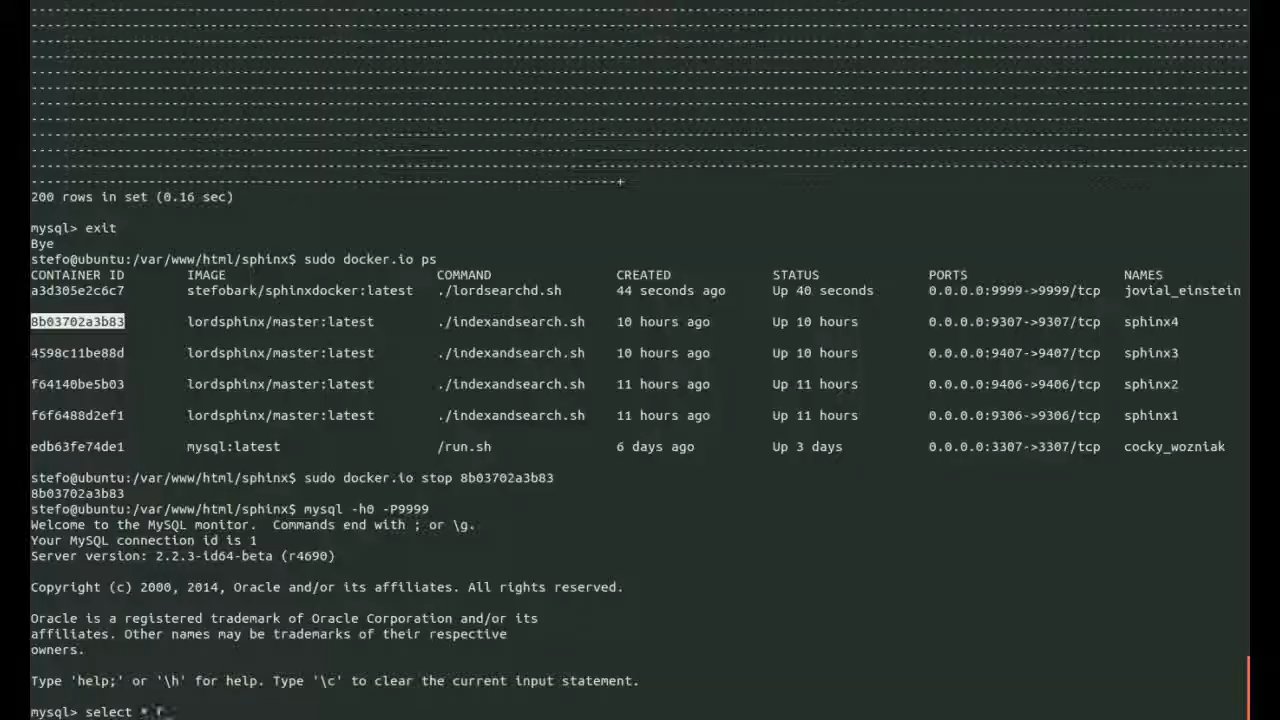 200 rows in set (0.16 sec)
mysql> exit
Bye
stefo@ubuntu:/var/www/html/sphinx$ sudo docker.io ps
CONTAINER ID IMAGE COMMAND CREATED STATUS PORTS NAMES
a3d305e2c6c7 stefobark/sphinxdocker:latest ./lordsearchd.sh 44 seconds ago Up 40 seconds 0.0.0.0:9999->9999/tcp jovial_einstein
8b03702a3b83 lordsphinx/master:latest ./indexandsearch.sh 10 hours ago Up 10 hours 0.0.0.0:9307->9307/tcp sphinx4
4598c11be88d lordsphinx/master:latest ./indexandsearch.sh 10 hours ago Up 10 hours 0.0.0.0:9407->9407/tcp sphinx3
f64140be5b03 lordsphinx/master:latest ./indexandsearch.sh 11 hours ago Up 11 hours 0.0.0.0:9406->9406/tcp sphinx2
f6f6488d2ef1 lordsphinx/master:latest ./indexandsearch.sh 11 hours ago Up 11 hours 0.0.0.0:9306->9306/tcp sphinx1
edb63fe74de1 mysql:latest /run.sh 6 days ago Up 3 days 0.0.0.0:3307->3307/tcp cocky_wozniak
stefo@ubuntu:/var/www/html/sphinx$ sudo docker.io stop 8b03702a3b83
8b03702a3b83
stefo@ubuntu:/var/www/html/sphinx$ mysql -h0 -P9999
Welcome to the MySQL monitor.  Commands end with ; or \g.
Your MySQL connection id is 1
Server version: 2.2.3-id64-beta (r4690)
Copyright (c) 2000, 2014, Oracle and/or its affiliates. All rights reserved.
Oracle is a registered trademark of Oracle Corporation and/or its
affiliates. Other names may be trademarks of their respective
owners.
Type 'help;' or '\h' for help. Type '\c' to clear the current input statement.
mysql> select *